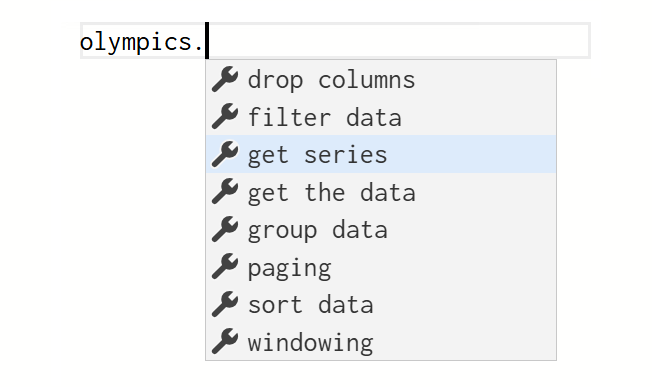 olympics.
drop columns
filter data
get series
get the data
group data
paging
sort data
windowing